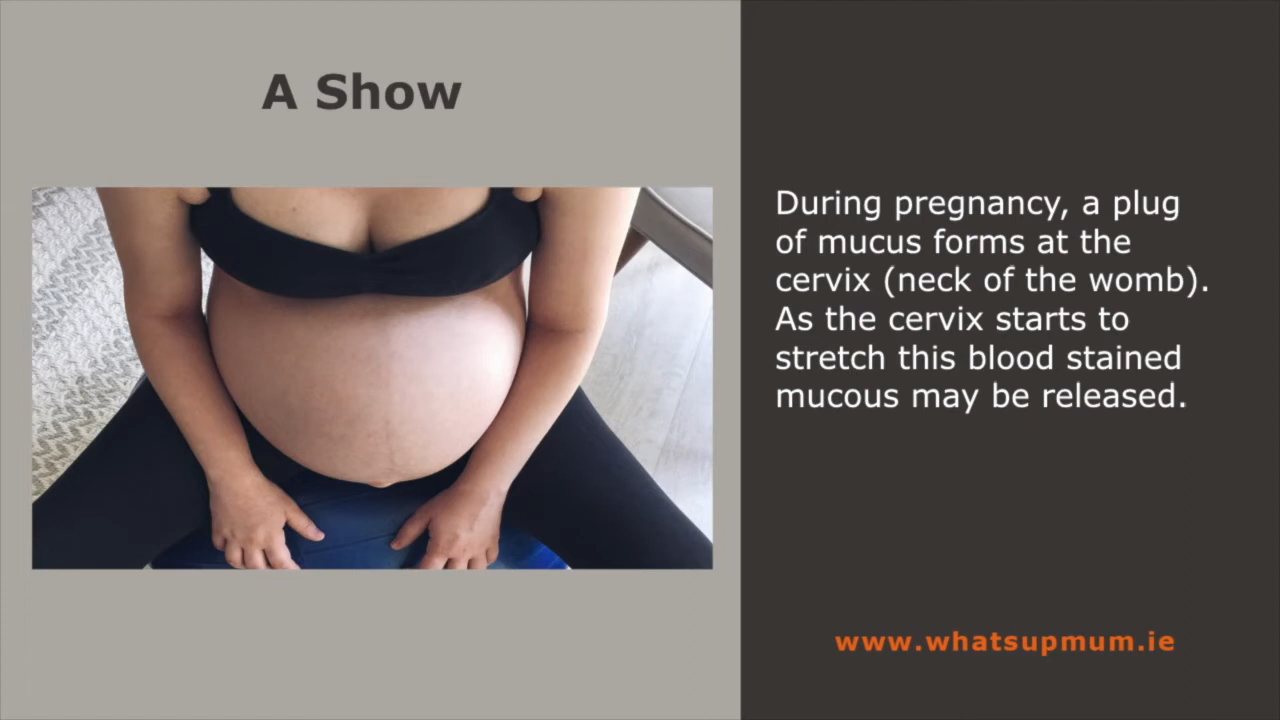 A Show
During pregnancy, a plug
of mucus forms at the
cervix (neck of the womb).
As the cervix starts to
stretch this blood stained
mucous may be released.
www.whatsupmum.ie